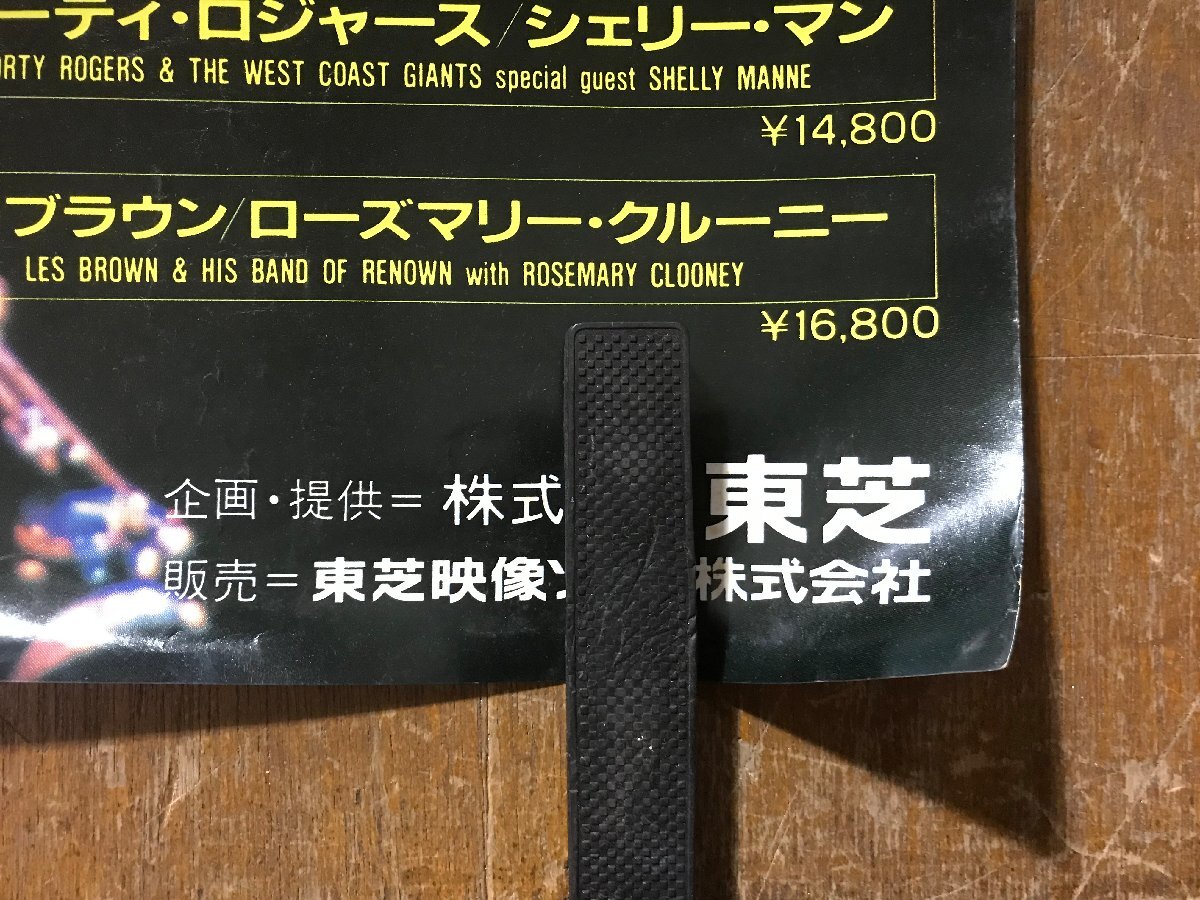 ーティ・ロジャース/シェリー・マン
ORTY ROGERS & THE WEST COAST GIANTS special guest SHELLY MANNE
¥14,800
ブラウン/ローズマリー・クルーニー
LES BROWN & HIS BAND OF RENOWN with ROSEMARY CLOONEY
¥16,800
企画・提供=株式 東芝
販売=東芝映像ソ 株式会社